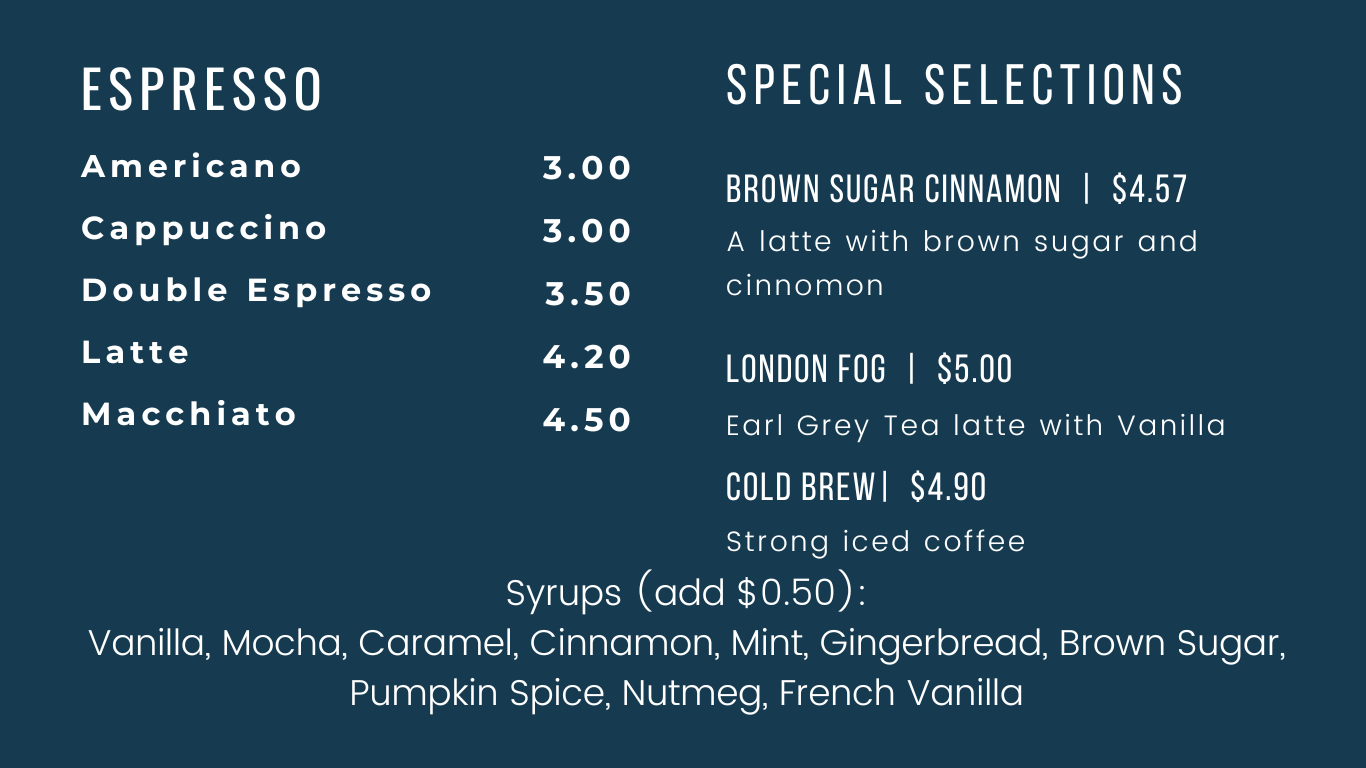 ESPRESSO
Americano 3.00
Cappuccino 3.00
Double Espresso 3.50
Latte 4.20
Macchiato 4.50
SPECIAL SELECTIONS
BROWN SUGAR CINNAMON | $4.57
A latte with brown sugar and
cinnomon
LONDON FOG | $5.00
Earl Grey Tea latte with Vanilla
COLD BREW| $4.90
Strong iced coffee
Syrups (add $0.50):
Vanilla, Mocha, Caramel, Cinnamon, Mint, Gingerbread, Brown Sugar,
Pumpkin Spice, Nutmeg, French Vanilla